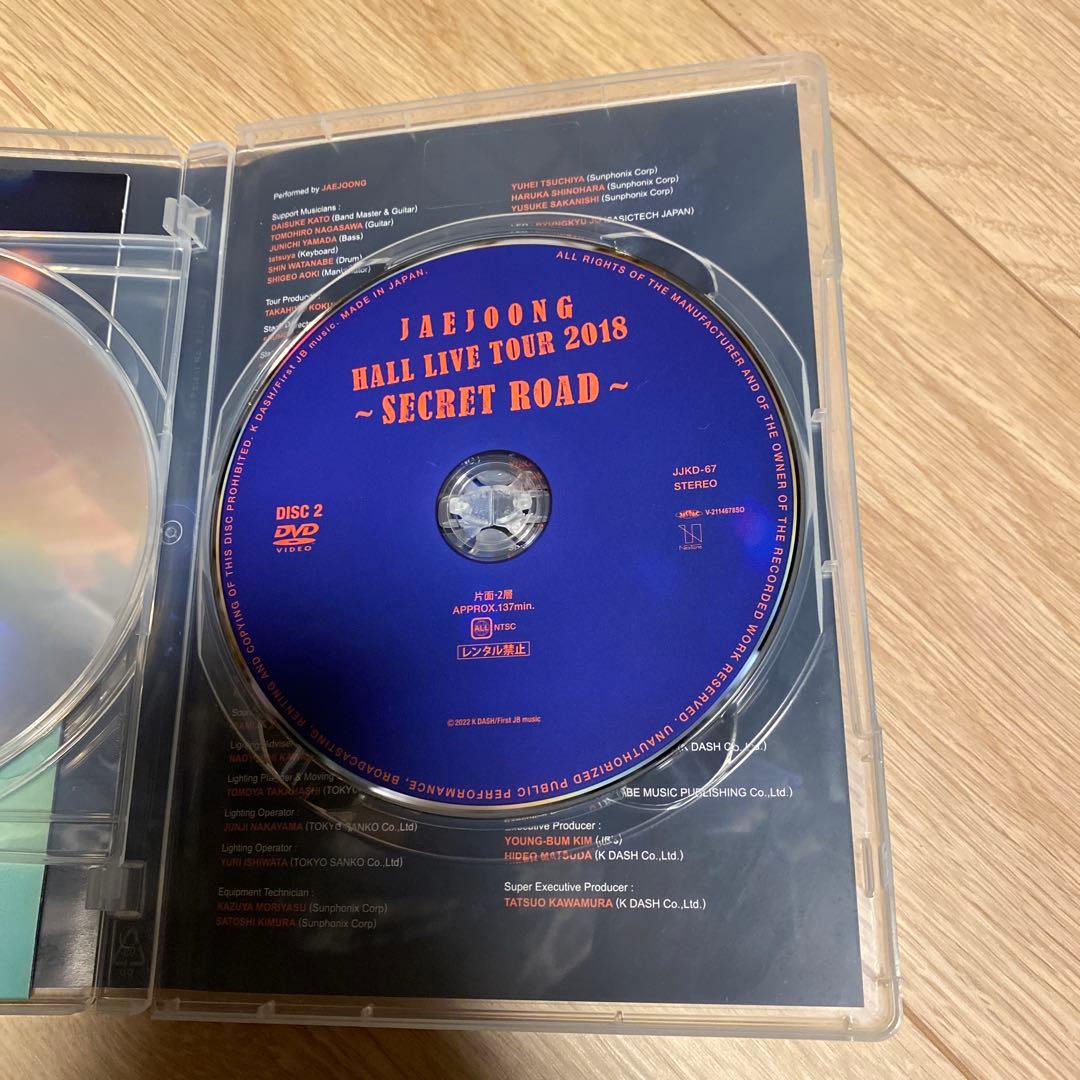 Performed by JAEJOONG
Support Musicians :
DAISUKE KATO (Band Master & Guitar)
TOMOHIRO NAGASAWA (Guitar)
JUNICHI YAMADA (Bass)
tatsuya (Keyboard)
SHIN WATANABE (Drum)
SHIGEO AOKI
Tour Producer :
YUHEI TSUCHIYA (Sunphonix Corp)
HARUKA SHINOHARA (Sunphonix Corp)
YUSUKE SAKANISHI (Sunphonix Corp)
JAEJOONG
HALL LIVE TOUR 2018
~ SECRET ROAD ~
DISC 2
DVD
VIDEO
JJKD-67
STEREO
V-2114678SO
NexTone
片面・2層
APPROX.137min.
ALL NTSC
レンタル禁止
©2022 K DASH/First JB music
ALL RIGHTS OF THE MANUFACTURER AND OF THE OWNER OF THE RECORDED WORK RESERVED. UNAUTHORIZED PUBLIC PERFORMANCE, BROADCASTING, RENTING AND COPYING OF THIS DISC PROHIBITED. K DASH/First JB music. MADE IN JAPAN.
TOMOYA TAKAHASHI
Lighting Operator :
JUNJI NAKAYAMA (TOKYO SANKO Co.,Ltd)
Lighting Operator :
YURI ISHIWATA (TOKYO SANKO Co.,Ltd)
Equipment Technician :
KAZUYA MORIYASU (Sunphonix Corp)
SATOSHI KIMURA (Sunphonix Corp)
(K DASH Co.,Ltd.)
MUSIC PUBLISHING Co.,Ltd.)
Executive Producer :
YOUNG-BUM KIM
HIDEO MATSUDA (K DASH Co.,Ltd.)
Super Executive Producer :
TATSUO KAWAMURA (K DASH Co.,Ltd.)